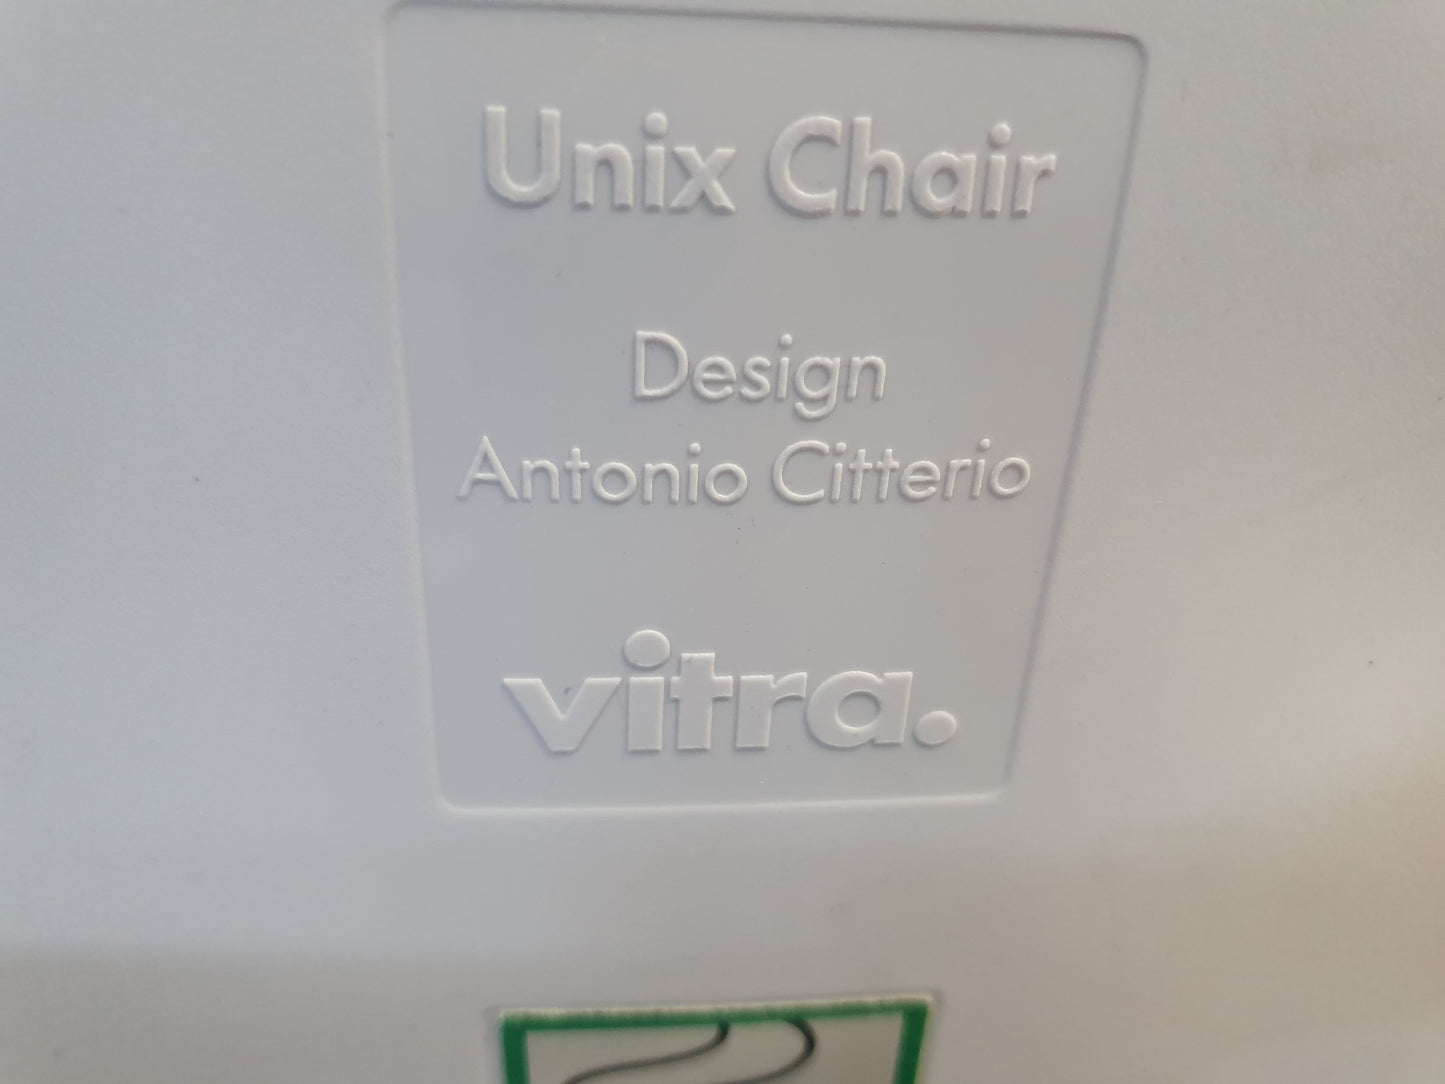 Unix Chair
Design
Antonio Citterio
vitra.